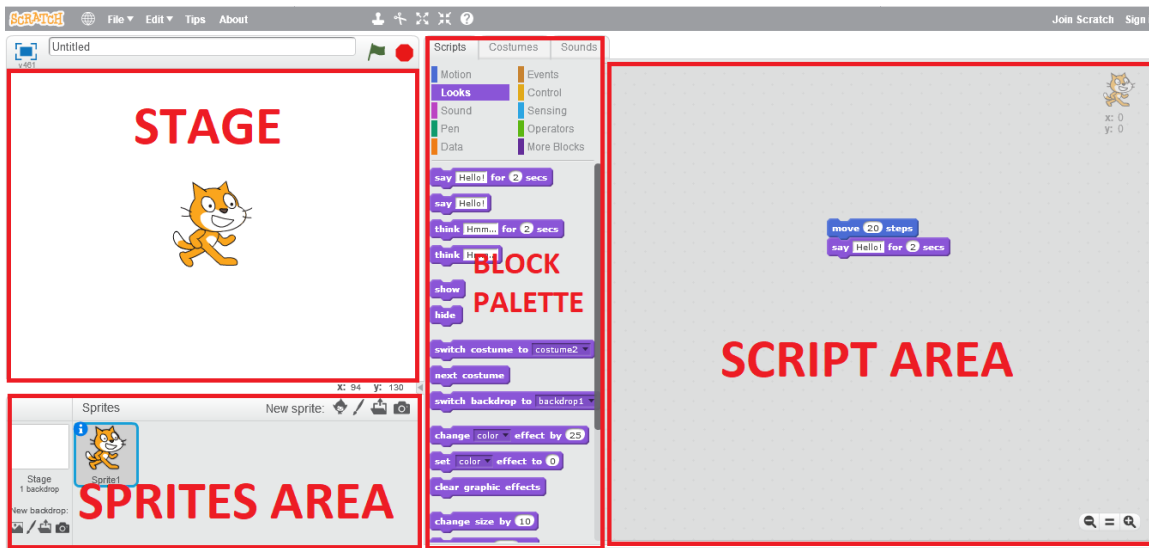 SCRATCH File Edit Tips About Join Scratch Sign
v461 Untitled
STAGE
x: 94 y: 130
Sprites New sprite:
Stage
1 backdrop
Sprite1
New backdrop:
SPRITES AREA
Scripts Costumes Sounds
Motion Events
Looks Control
Sound Sensing
Pen Operators
Data More Blocks
say Hello! for 2 secs
say Hello!
think Hmm... for 2 secs
think
show
hide
BLOCK
PALETTE
switch costume to costume2
next costume
switch backdrop to backdrop1
change color effect by 25
set color effect to 0
clear graphic effects
change size by 10
x: 0
y: 0
move 20 steps
say Hello! for 2 secs
SCRIPT AREA